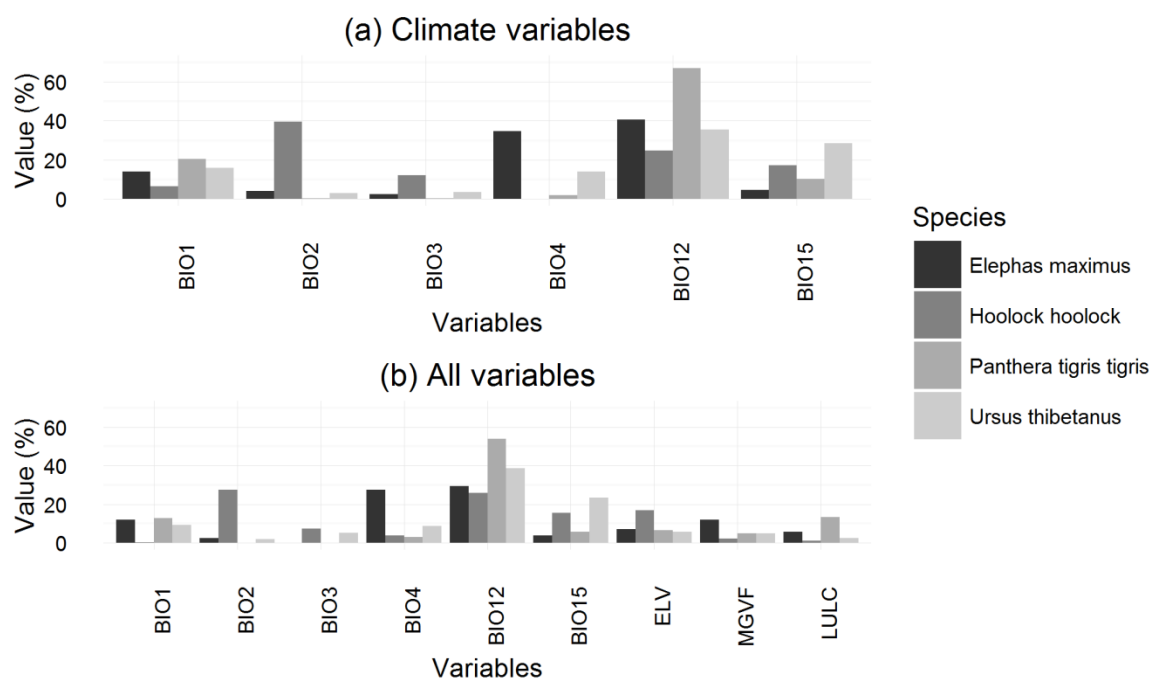 (a) Climate variables
Value (%)
60
40
20
0
BIO1
BIO2
BIO3
BIO4
BIO12
BIO15
Variables
(b) All variables
Value (%)
60
40
20
0
BIO1
BIO2
BIO3
BIO4
BIO12
BIO15
ELV
MGVF
LULC
Variables
Species
Elephas maximus
Hoolock hoolock
Panthera tigris tigris
Ursus thibetanus